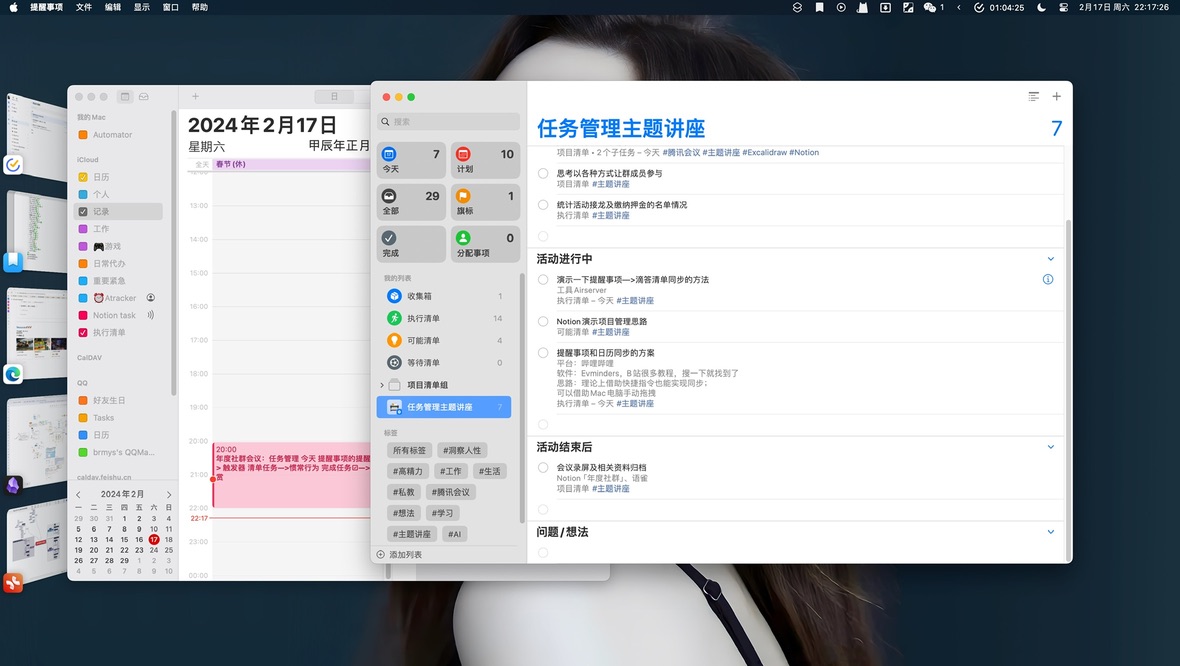 提醒事项 文件 编辑 显示 窗口 帮助
1 01:04:25 2月17日 周六 22:17:26
我的 Mac
Automator
iCloud
日历
个人
记录
工作
🎮游戏
日常代办
重要紧急
⏰Atracker
Notion task
执行清单
CalDAV
QQ
好友生日
Tasks
日历
brmys's QQMa...
caldav.feishu.cn
2024年2月
一 二 三 四 五 六 日
29 30 31 1 2 3 4
5 6 7 8 9 10 11
12 13 14 15 16 17 18
19 20 21 22 23 24 25
26 27 28 29 1 2 3
4 5 6 7 8 9 10
日
2024年2月17日
星期六 甲辰年正月
全天 春节 (休)
13:00
14:00
15:00
16:00
17:00
18:00
19:00
20:00
21:00
22:00
22:17
23:00
00:00
20:00
年度社群会议：任务管理 今天 提醒事项的提醒
> 触发器 清单任务—>惯常行为 完成任务☑—>
赏
搜索
7
今天
10
计划
29
全部
1
旗标
完成
0
分配事项
我的列表
收集箱 1
执行清单 14
可能清单 4
等待清单 0
项目清单组
任务管理主题讲座 7
标签
所有标签 #洞察人性
#高精力 #工作 #生活
#私教 #腾讯会议
#想法 #学习
#主题讲座 #AI
添加列表
任务管理主题讲座 7
项目清单 • 2个子任务 – 今天 #腾讯会议 #主题讲座 #Excalidraw #Notion
思考以各种方式让群成员参与
项目清单 #主题讲座
统计活动接龙及缴纳押金的名单情况
执行清单 #主题讲座
活动进行中
演示一下提醒事项—>滴答清单同步的方法
工具Airserver
执行清单 – 今天 #主题讲座
Notion演示项目管理思路
可能清单 #主题讲座
提醒事项和日历同步的方案
平台：哔哩哔哩
软件：Evminders，B站很多教程，搜一下就找到了
思路：理论上借助快捷指令也能实现同步；
可以借助Mac电脑手动拖拽
执行清单 – 今天 #主题讲座
活动结束后
会议录屏及相关资料归档
Notion「年度社群」、语雀
项目清单 #主题讲座
问题/想法